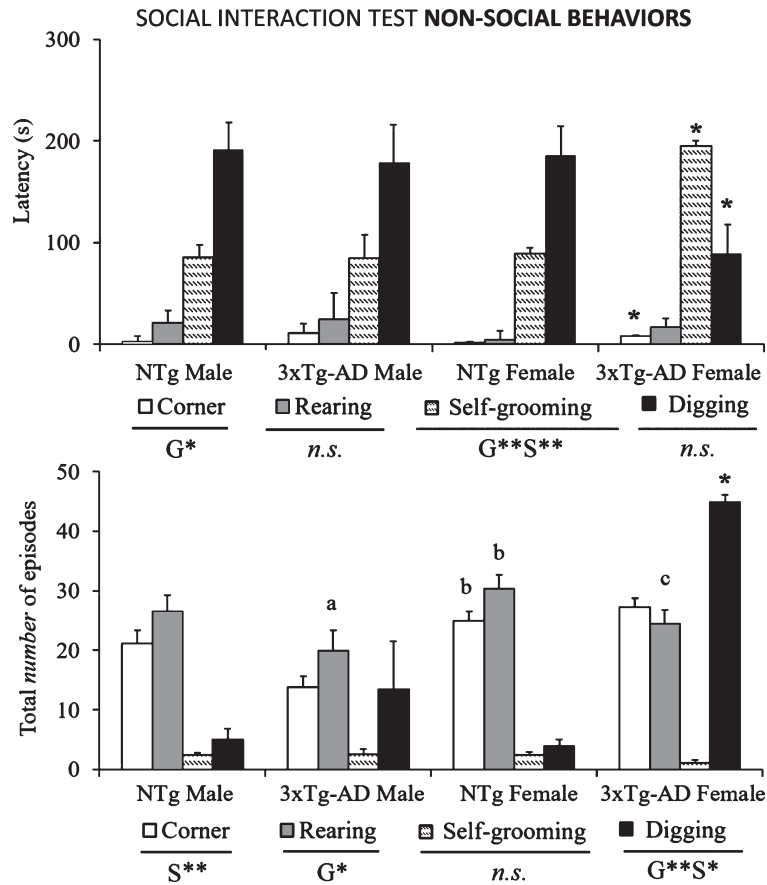 SOCIAL INTERACTION TEST NON-SOCIAL BEHAVIORS
300
200
100
0
Latency (s)
*
*
*
NTg Male 3xTg-AD Male NTg Female 3xTg-AD Female
Corner Rearing Self-grooming Digging
G* n.s. G**S** n.s.
50
40
30
20
10
0
Total number of episodes
a
b
b
c
*
NTg Male 3xTg-AD Male NTg Female 3xTg-AD Female
Corner Rearing Self-grooming Digging
S** G* n.s. G**S*